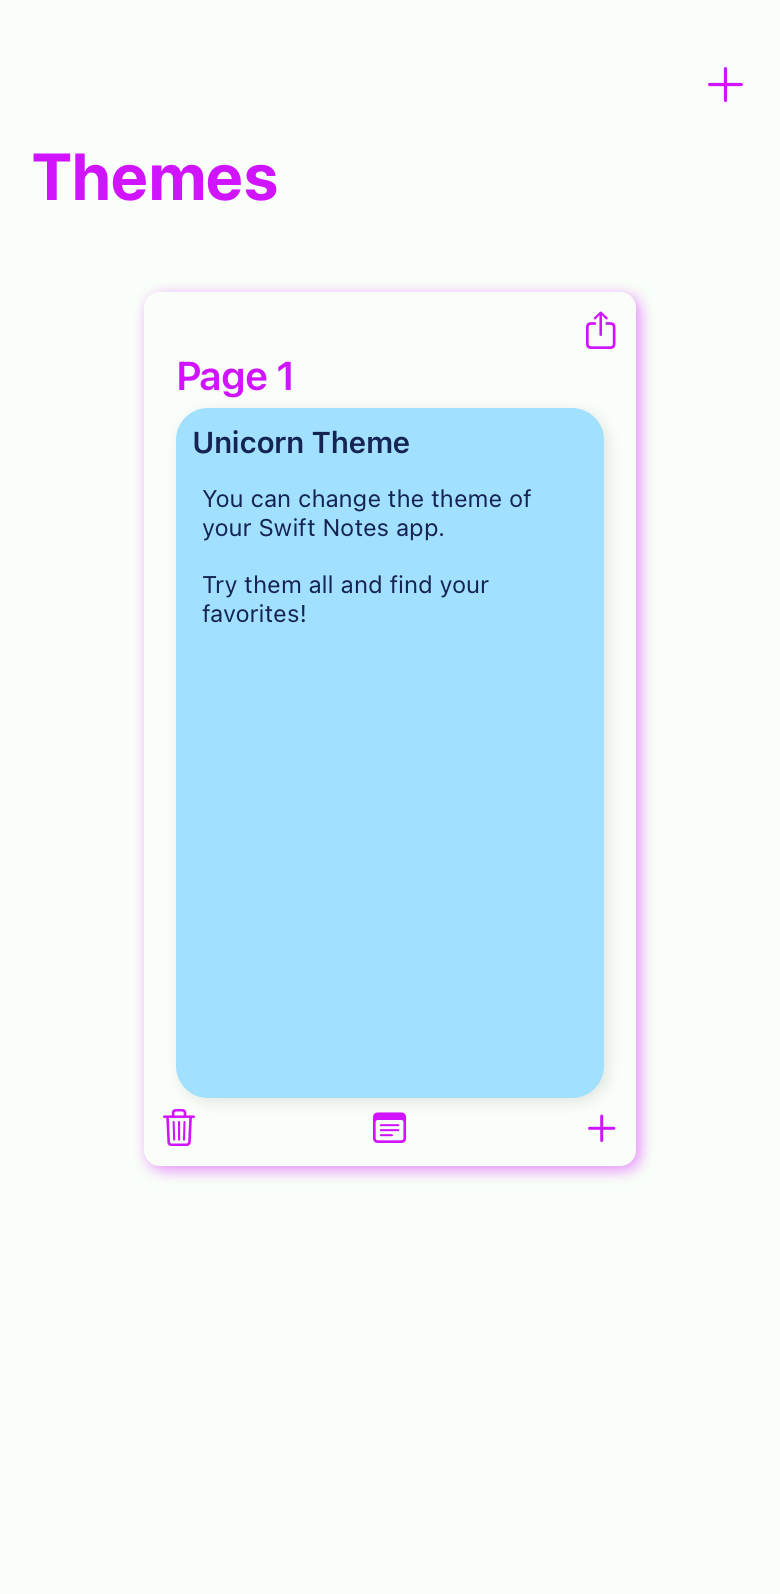 Themes
Page 1
Unicorn Theme
You can change the theme of
your Swift Notes app.
Try them all and find your
favorites!